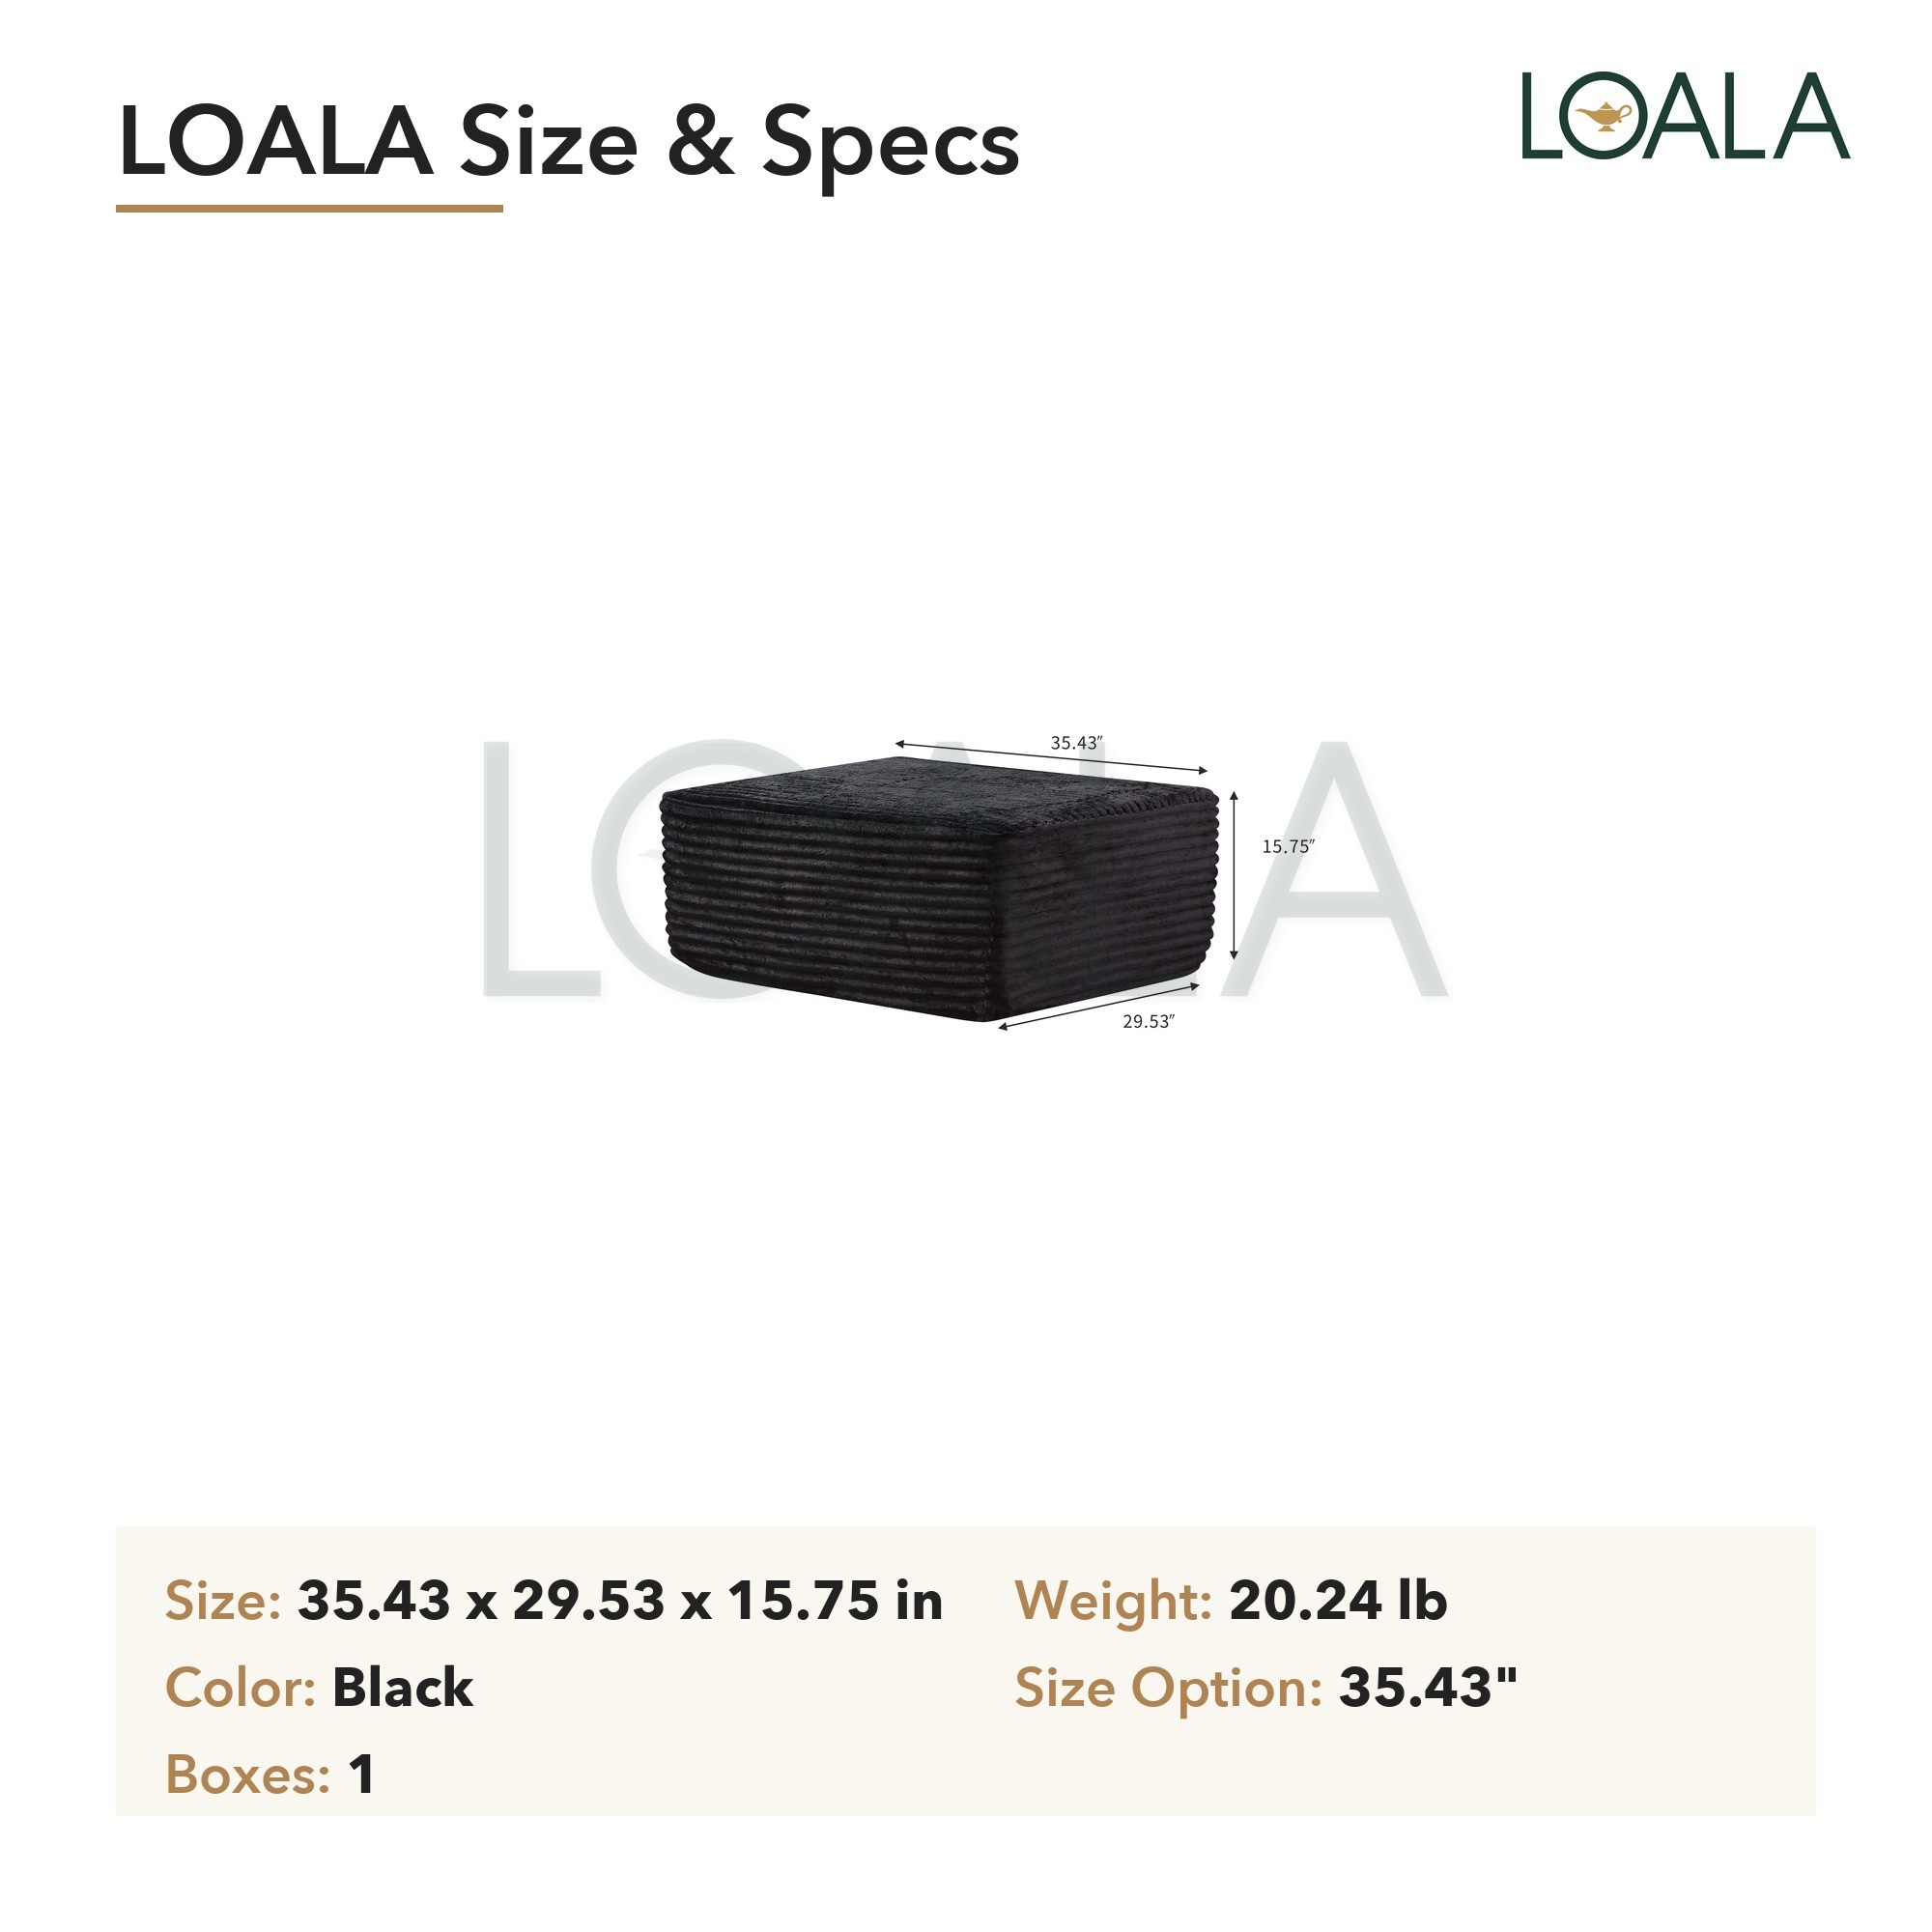 LOALA Size & Specs
LOALA
LOALA
35.43″
15.75″
29.53″
Size: 35.43 x 29.53 x 15.75 in
Weight: 20.24 lb
Color: Black
Size Option: 35.43"
Boxes: 1